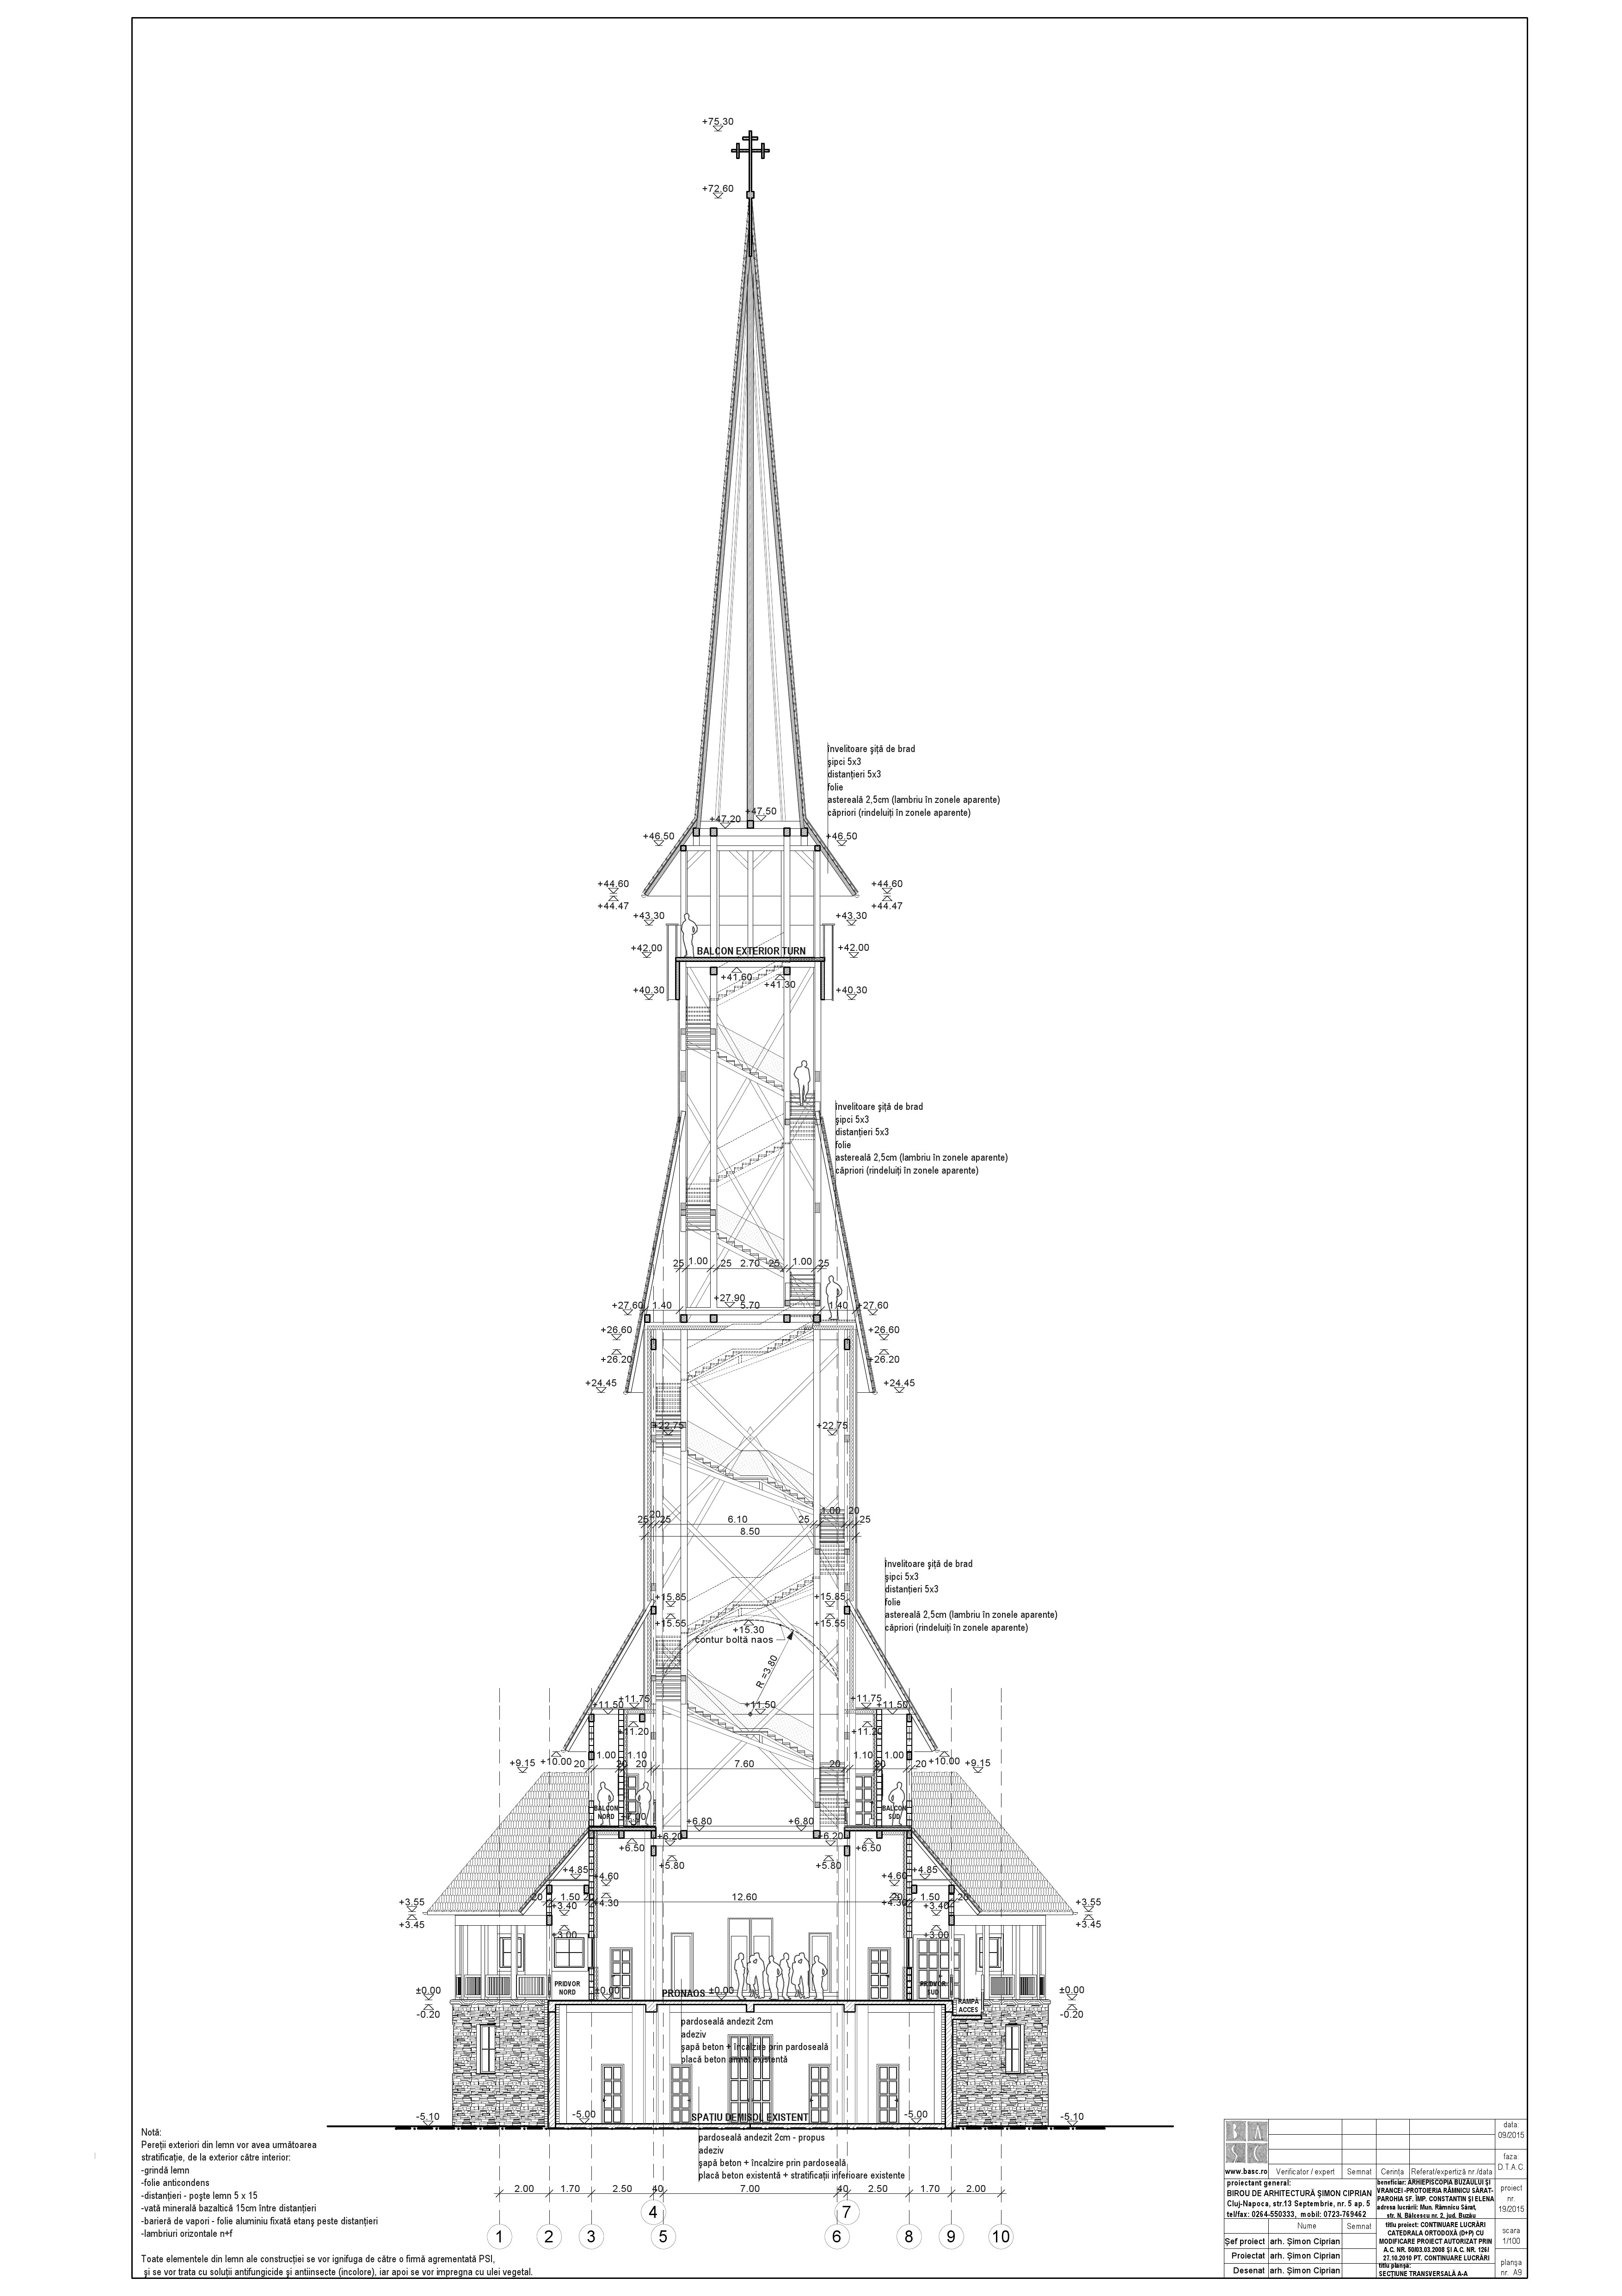 +75.30
+72.60
Învelitoare şiţă de brad
şipci 5x3
distanţieri 5x3
folie
astereală 2,5cm (lambriu în zonele aparente)
căpriori (rindeluiţi în zonele aparente)
+47.20 +47.50
+46.50 +46.50
+44.60 +44.60
+44.47 +44.47
+43.30 +43.30
+42.00 BALCON EXTERIOR TURN +42.00
+41.60
+41.30
+40.30 +40.30
Învelitoare şiţă de brad
şipci 5x3
distanţieri 5x3
folie
astereală 2,5cm (lambriu în zonele aparente)
căpriori (rindeluiţi în zonele aparente)
25 1.00 25 2.70 25 1.00 25
+27.90
+27.60 1.40 5.70 1.40 +27.60
+26.60 +26.60
+26.20 +26.20
+24.45 +24.45
+22.75 +22.75
25 20 25 6.10 25 1.00 20 25
8.50
Învelitoare şiţă de brad
şipci 5x3
distanţieri 5x3
folie
astereală 2,5cm (lambriu în zonele aparente)
căpriori (rindeluiţi în zonele aparente)
+15.85 +15.85
+15.55 +15.30 +15.55
contur boltă naos
R =3.80
+11.50 +11.75 +11.50 +11.75 +11.50
+11.20 +11.20
+9.15 +10.00 20 1.00 20 1.10 20 7.60 20 1.10 20 1.00 20 +10.00 +9.15
BALCON NORD
BALCON SUD
+7.00
+6.80 +6.80
+6.20 +6.20
+6.50 +6.50
+5.80 +5.80
+4.85 +4.60 +4.60 +4.85
20 1.50 20 12.60 20 1.50 20
+3.55 +3.40 +4.30 +4.30 +3.40 +3.55
+3.45 +3.45
+3.00 +3.00
PRIDVOR NORD
PRIDVOR SUD
±0.00 ±0.00 PRONAOS ±0.00 ±0.00
-0.20 -0.20
RAMPĂ ACCES
pardoseală andezit 2cm
adeziv
şapă beton + încalzire prin pardoseală
placă beton armat existentă
-5.10 -5.00 SPAŢIU DEMISOL EXISTENT -5.00 -5.10
pardoseală andezit 2cm - propus
adeziv
şapă beton + încalzire prin pardoseală
placă beton existentă + stratificaţii inferioare existente
2.00 1.70 2.50 40 7.00 40 2.50 1.70 2.00
4 7
1 2 3 5 6 8 9 10
Notă:
Pereţii exteriori din lemn vor avea următoarea
stratificaţie, de la exterior către interior:
-grindă lemn
-folie anticondens
-distanţieri - poşte lemn 5 x 15
-vată minerală bazaltică 15cm între distanţieri
-barieră de vapori - folie aluminiu fixată etanş peste distanţieri
-lambriuri orizontale n+f
Toate elementele din lemn ale construcţiei se vor ignifuga de către o firmă agrementată PSI,
şi se vor trata cu soluţii antifungicide şi antiinsecte (incolore), iar apoi se vor impregna cu ulei vegetal.
data:
09/2015
faza:
D.T.A.C.
www.basc.ro Verificator / expert Semnat Cerinţa Referat/expertiză nr./data
proiectant general:
BIROU DE ARHITECTURĂ ŞIMON CIPRIAN
Cluj-Napoca, str.13 Septembrie, nr. 5 ap. 5
tel/fax: 0264-550333, mobil: 0723-769462
beneficiar: ARHIEPISCOPIA BUZĂULUI ŞI
VRANCEI -PROTOIERIA RÂMNICU SĂRAT-
PAROHIA SF. ÎMP. CONSTANTIN ŞI ELENA
adresa lucrării: Mun. Râmnicu Sărat,
str. N. Bălcescu nr. 2, jud. Buzău
proiect
nr.
19/2015
Nume Semnat
Şef proiect arh. Şimon Ciprian
Proiectat arh. Şimon Ciprian
Desenat arh. Şimon Ciprian
titlu proiect: CONTINUARE LUCRĂRI
CATEDRALA ORTODOXĂ (D+P) CU
MODIFICARE PROIECT AUTORIZAT PRIN
A.C. NR. 50/03.03.2008 ŞI A.C. NR. 126/
27.10.2010 PT. CONTINUARE LUCRĂRI
titlu planşa:
SECŢIUNE TRANSVERSALĂ A-A
scara
1/100
planşa
nr. A9